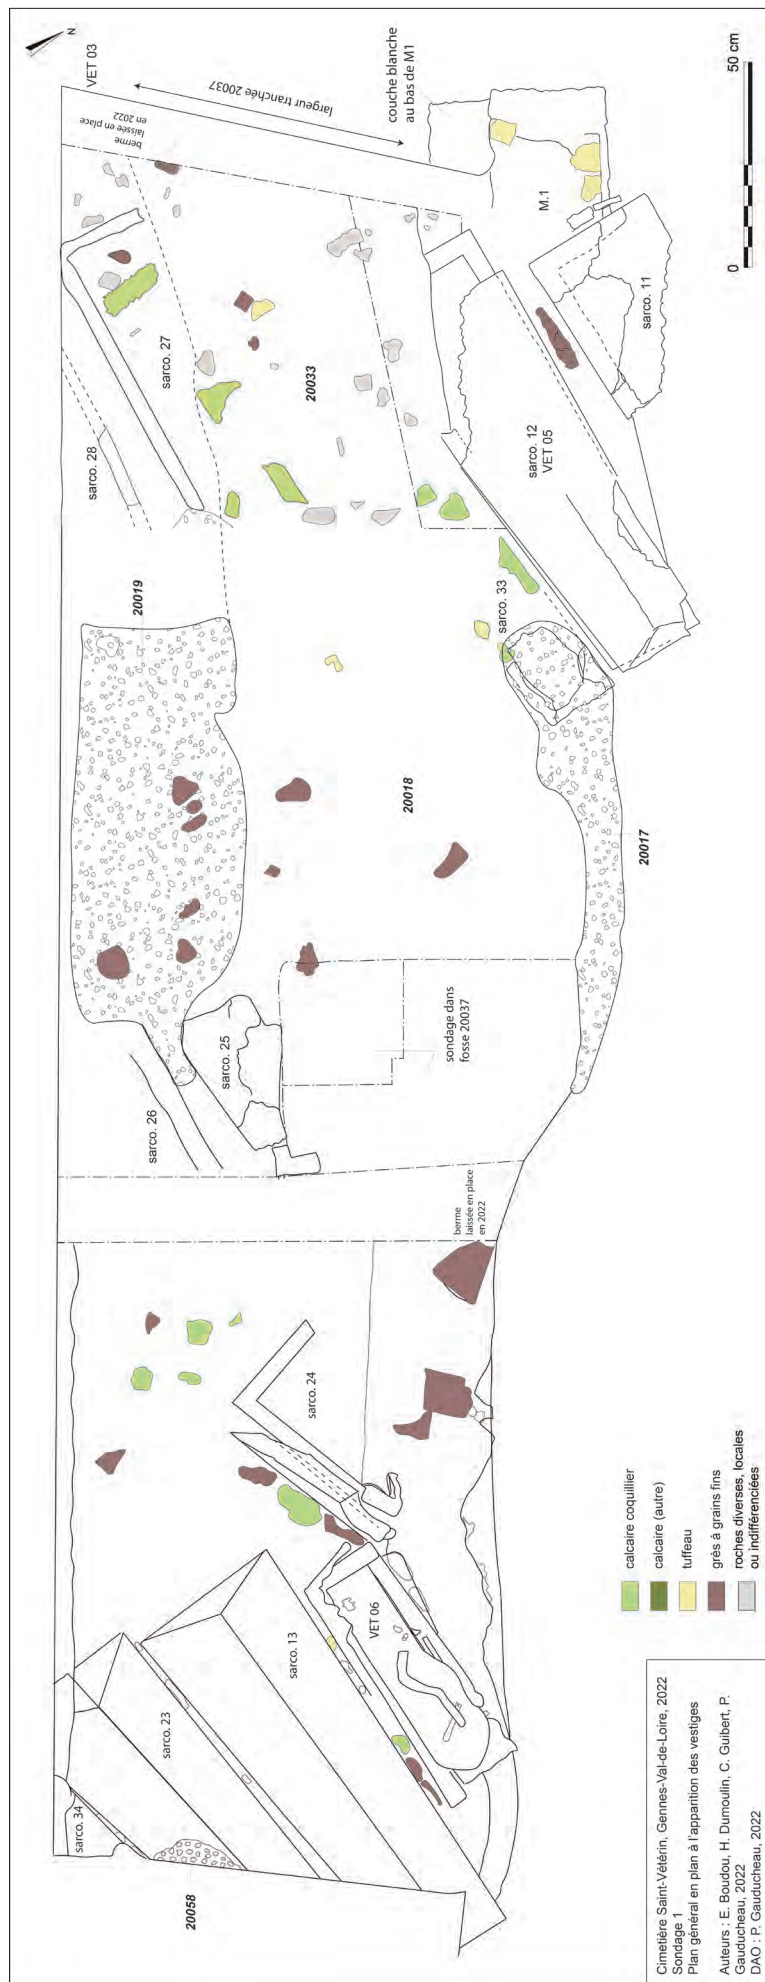 N
VET 03
largeur tranchée 20037
berme
laissée en place
en 2022
couche blanche
au bas de M1
50 cm
0
M.1
sarco. 11
sarco. 27
sarco. 28
20033
sarco. 12
VET 05
sarco. 33
20019
20018
20017
sarco. 25
sarco. 26
sondage dans
fosse 20037
berme
laissée en place
en 2022
sarco. 24
VET 06
sarco. 13
sarco. 23
sarco. 34
20058
calcaire coquillier
calcaire (autre)
tuffeau
grès à grains fins
roches diverses, locales
ou indifférenciées
Cimetière Saint-Vétérin, Gennes-Val-de-Loire, 2022
Sondage 1
Plan général en plan à l'apparition des vestiges
Auteurs : E. Boudou, H. Dumoulin, C. Guibert, P.
Gauducheau, 2022
DAO : P. Gauducheau, 2022